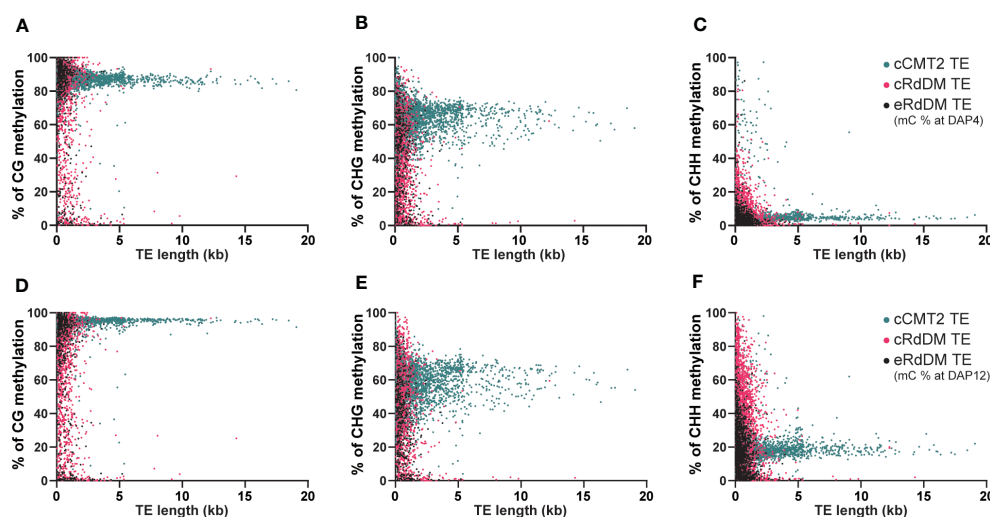 A
B
C
% of CG methylation
100
80
60
40
20
0
0
5
10
15
20
TE length (kb)
% of CHG methylation
100
80
60
40
20
0
0
5
10
15
20
TE length (kb)
% of CHH methylation
100
80
60
40
20
0
0
5
10
15
20
TE length (kb)
cCMT2 TE
cRdDM TE
eRdDM TE
(mC % at DAP4)
D
E
F
% of CG methylation
100
80
60
40
20
0
0
5
10
15
20
TE length (kb)
% of CHG methylation
100
80
60
40
20
0
0
5
10
15
20
TE length (kb)
% of CHH methylation
100
80
60
40
20
0
0
5
10
15
20
TE length (kb)
cCMT2 TE
cRdDM TE
eRdDM TE
(mC % at DAP12)